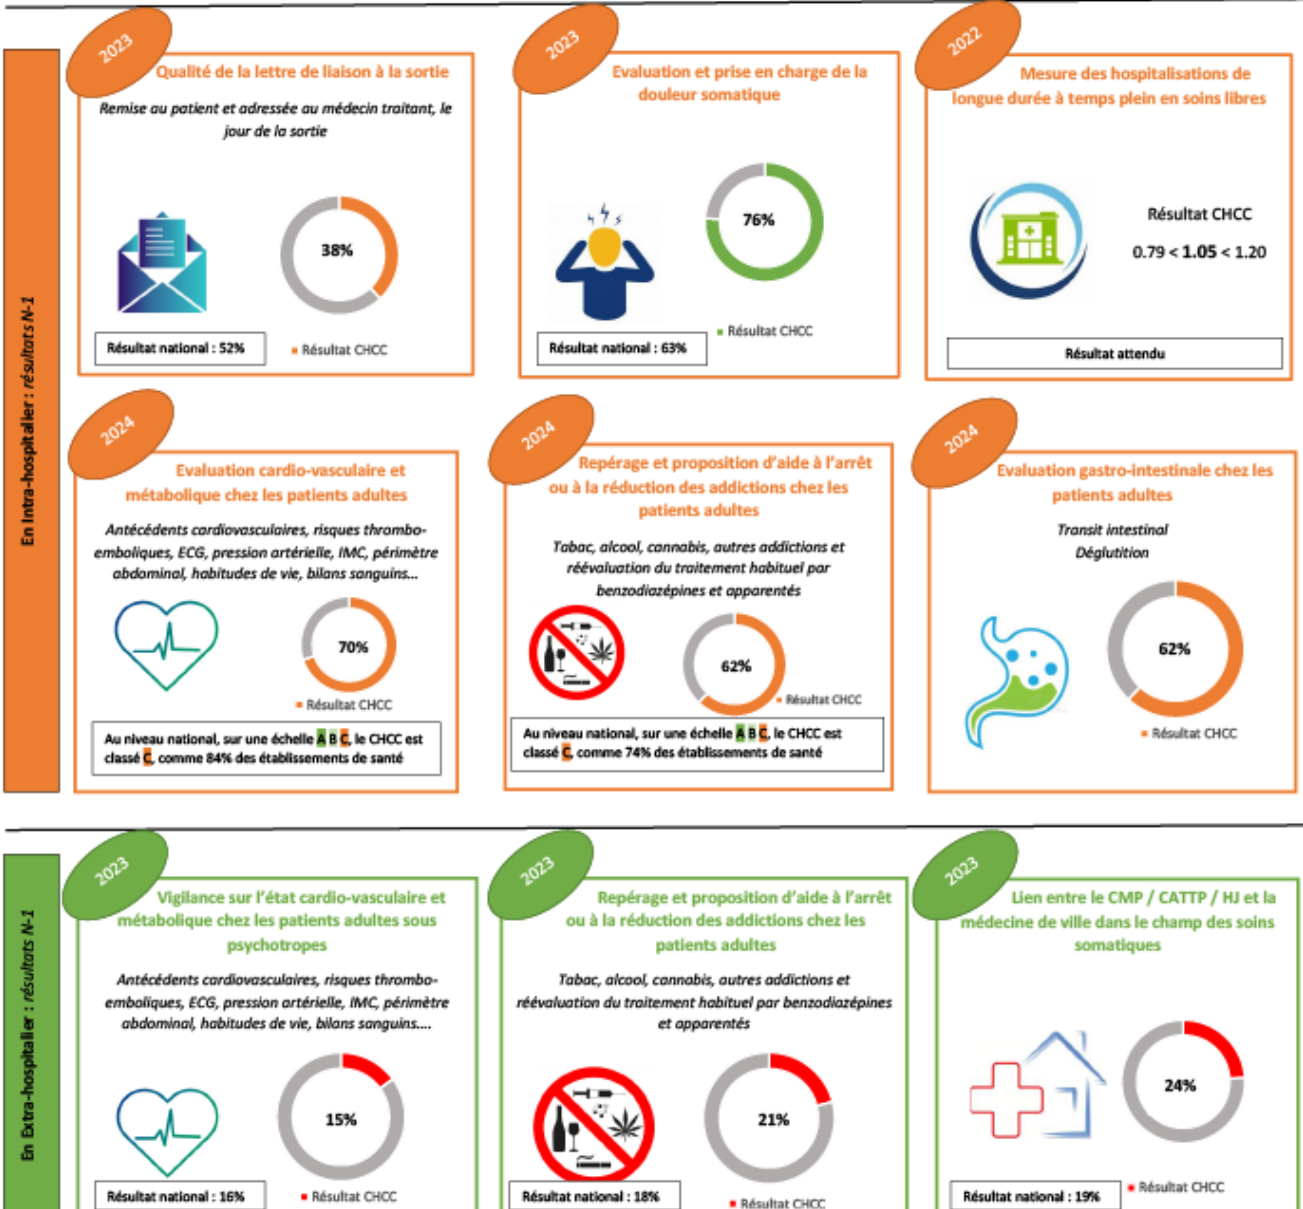 En Intra-hospitalier : résultats N-1
2023
Qualité de la lettre de liaison à la sortie
Remise au patient et adressée au médecin traitant, le
jour de la sortie
38%
Résultat national : 52%
Résultat CHCC
2023
Evaluation et prise en charge de la
douleur somatique
76%
Résultat national : 63%
Résultat CHCC
2022
Mesure des hospitalisations de
longue durée à temps plein en soins libres
Résultat CHCC
0.79 < 1.05 < 1.20
Résultat attendu
2024
Evaluation cardio-vasculaire et
métabolique chez les patients adultes
Antécédents cardiovasculaires, risques thrombo-
emboliques, ECG, pression artérielle, IMC, périmètre
abdominal, habitudes de vie, bilans sanguins...
70%
Résultat CHCC
Au niveau national, sur une échelle A B C, le CHCC est
classé C, comme 84% des établissements de santé
2024
Repérage et proposition d'aide à l'arrêt
ou à la réduction des addictions chez les
patients adultes
Tabac, alcool, cannabis, autres addictions et
réévaluation du traitement habituel par
benzodiazépines et apparentés
62%
Résultat CHCC
Au niveau national, sur une échelle A B C, le CHCC est
classé C, comme 74% des établissements de santé
2024
Evaluation gastro-intestinale chez les
patients adultes
Transit intestinal
Déglutition
62%
Résultat CHCC
En Extra-hospitalier : résultats N-1
2023
Vigilance sur l'état cardio-vasculaire et
métabolique chez les patients adultes sous
psychotropes
Antécédents cardiovasculaires, risques thrombo-
emboliques, ECG, pression artérielle, IMC, périmètre
abdominal, habitudes de vie, bilans sanguins....
15%
Résultat national : 16%
Résultat CHCC
2023
Repérage et proposition d'aide à l'arrêt
ou à la réduction des addictions chez les
patients adultes
Tabac, alcool, cannabis, autres addictions et
réévaluation du traitement habituel par benzodiazépines
et apparentés
21%
Résultat national : 18%
Résultat CHCC
2023
Lien entre le CMP / CATTP / HJ et la
médecine de ville dans le champ des soins
somatiques
24%
Résultat national : 19%
Résultat CHCC